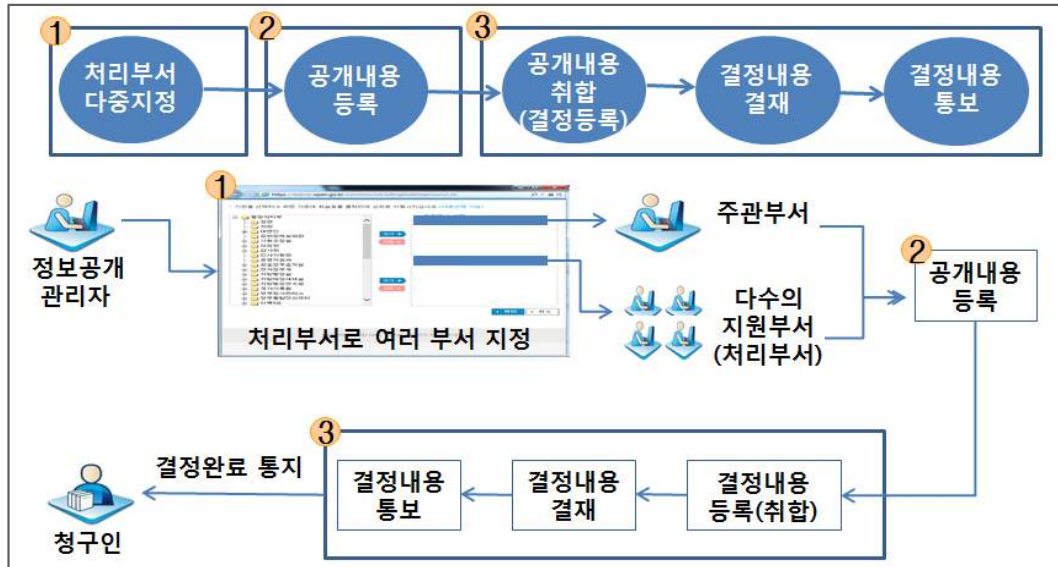 1
처리부서
다중지정
2
공개내용
등록
3
공개내용
취합
(결정등록)
결정내용
결재
결정내용
통보
정보공개
관리자
1
처리부서로 여러 부서 지정
주관부서
다수의
지원부서
(처리부서)
2
공개내용
등록
3
결정내용
등록(취합)
결정내용
결재
결정내용
통보
결정완료 통지
청구인